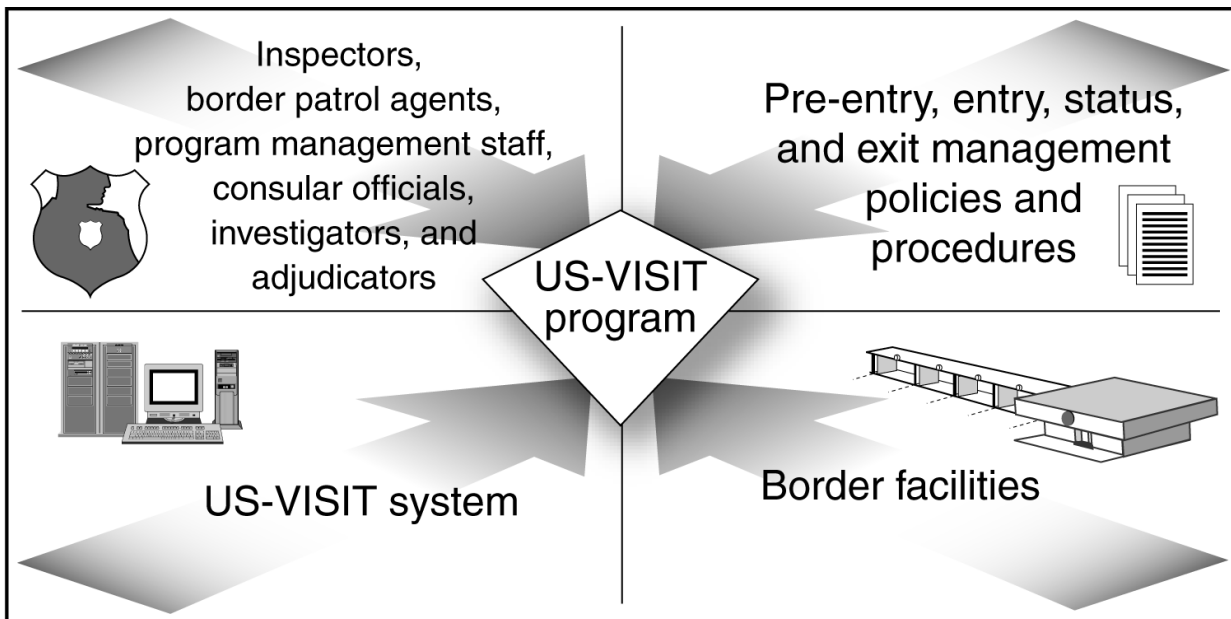 Inspectors,
border patrol agents,
program management staff,
consular officials,
investigators, and
adjudicators
Pre-entry, entry, status,
and exit management
policies and
procedures
US-VISIT
program
US-VISIT system
Border facilities